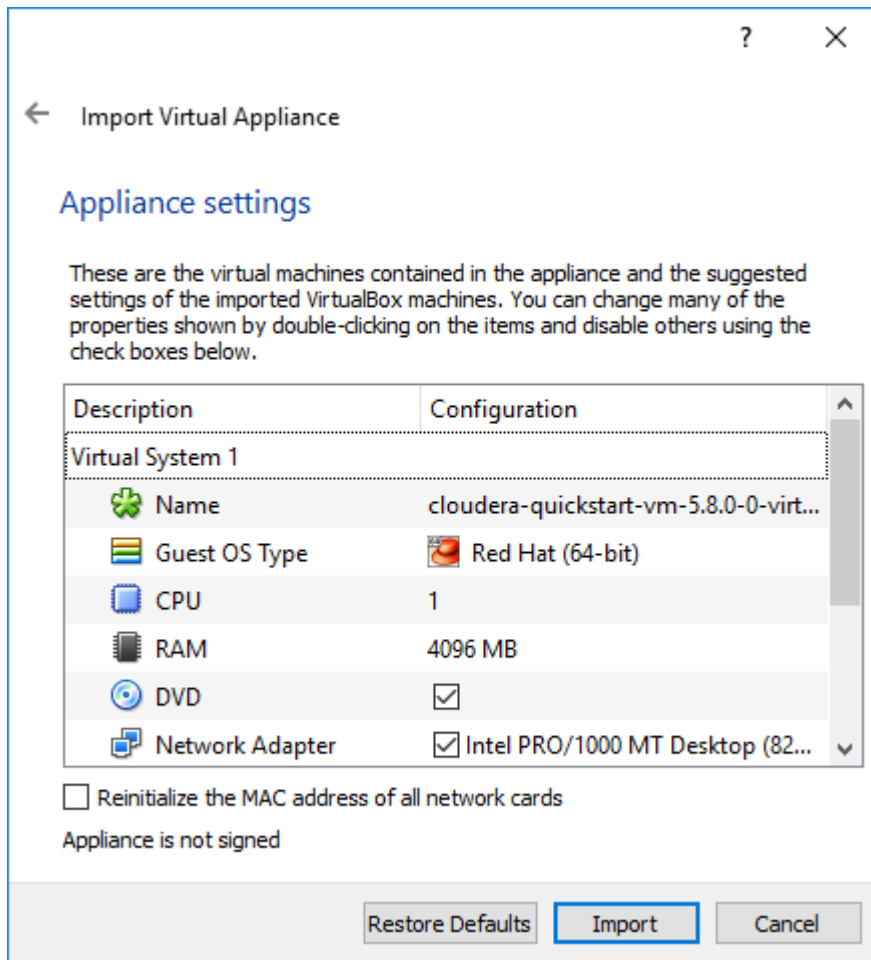 ?
Import Virtual Appliance
Appliance settings
These are the virtual machines contained in the appliance and the suggested
settings of the imported VirtualBox machines. You can change many of the
properties shown by double-clicking on the items and disable others using the
check boxes below.
Description Configuration
Virtual System 1
Name cloudera-quickstart-vm-5.8.0-0-virt...
Guest OS Type Red Hat (64-bit)
CPU 1
RAM 4096 MB
DVD
Network Adapter Intel PRO/1000 MT Desktop (82...
Reinitialize the MAC address of all network cards
Appliance is not signed
Restore Defaults Import Cancel